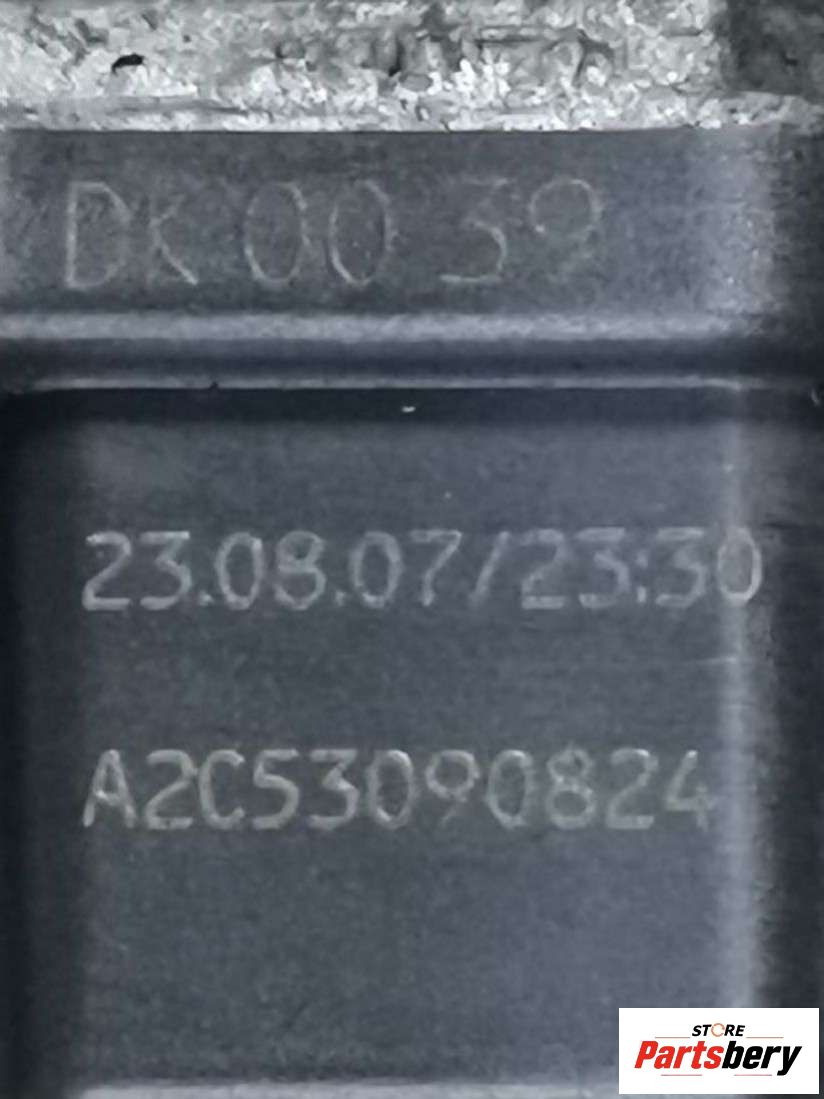 DK 00 39
23.08.07/23:30
A2C53090824
STORE
Partsbery